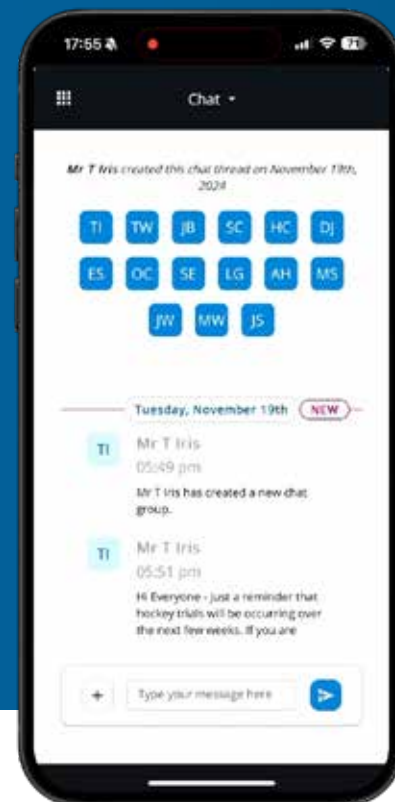 17:55
71
Chat
Mr T Iris created this chat thread on November 19th,
2024
TI TW JB SC HC DJ
ES OC SE LG AH MS
JW MW JS
Tuesday, November 19th NEW
TI Mr T Iris
05:49 pm
Mr T Iris has created a new chat
group.
TI Mr T Iris
05:51 pm
Hi Everyone - just a reminder that
hockey trials will be occurring over
the next few weeks. If you are
+ Type your message here